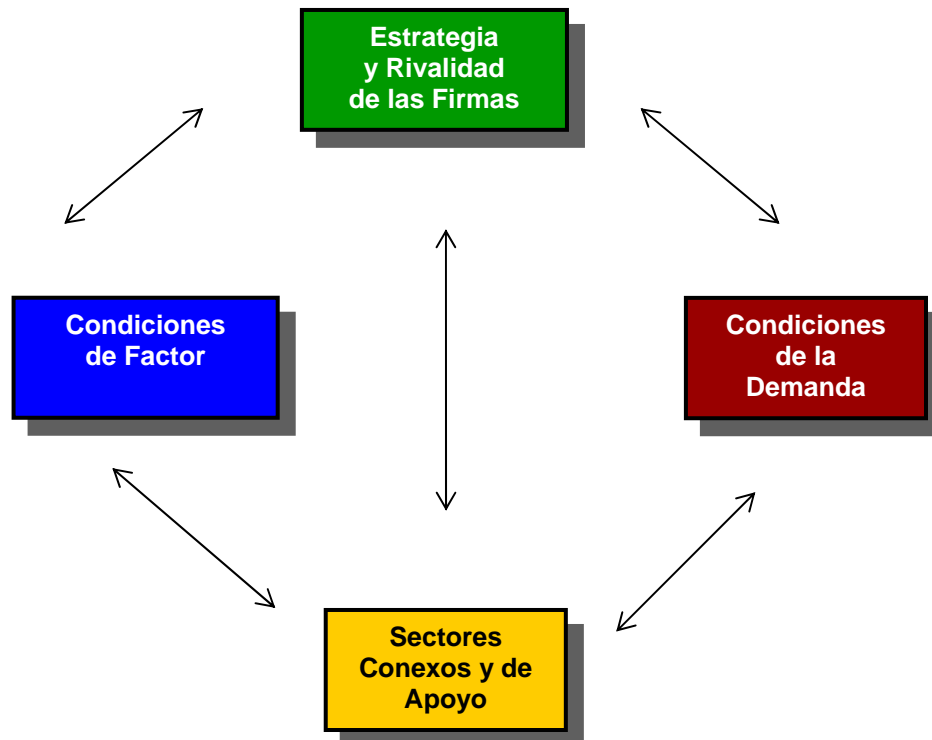 Estrategia
y Rivalidad
de las Firmas
Condiciones
de Factor
Condiciones
de la
Demanda
Sectores
Conexos y de
Apoyo